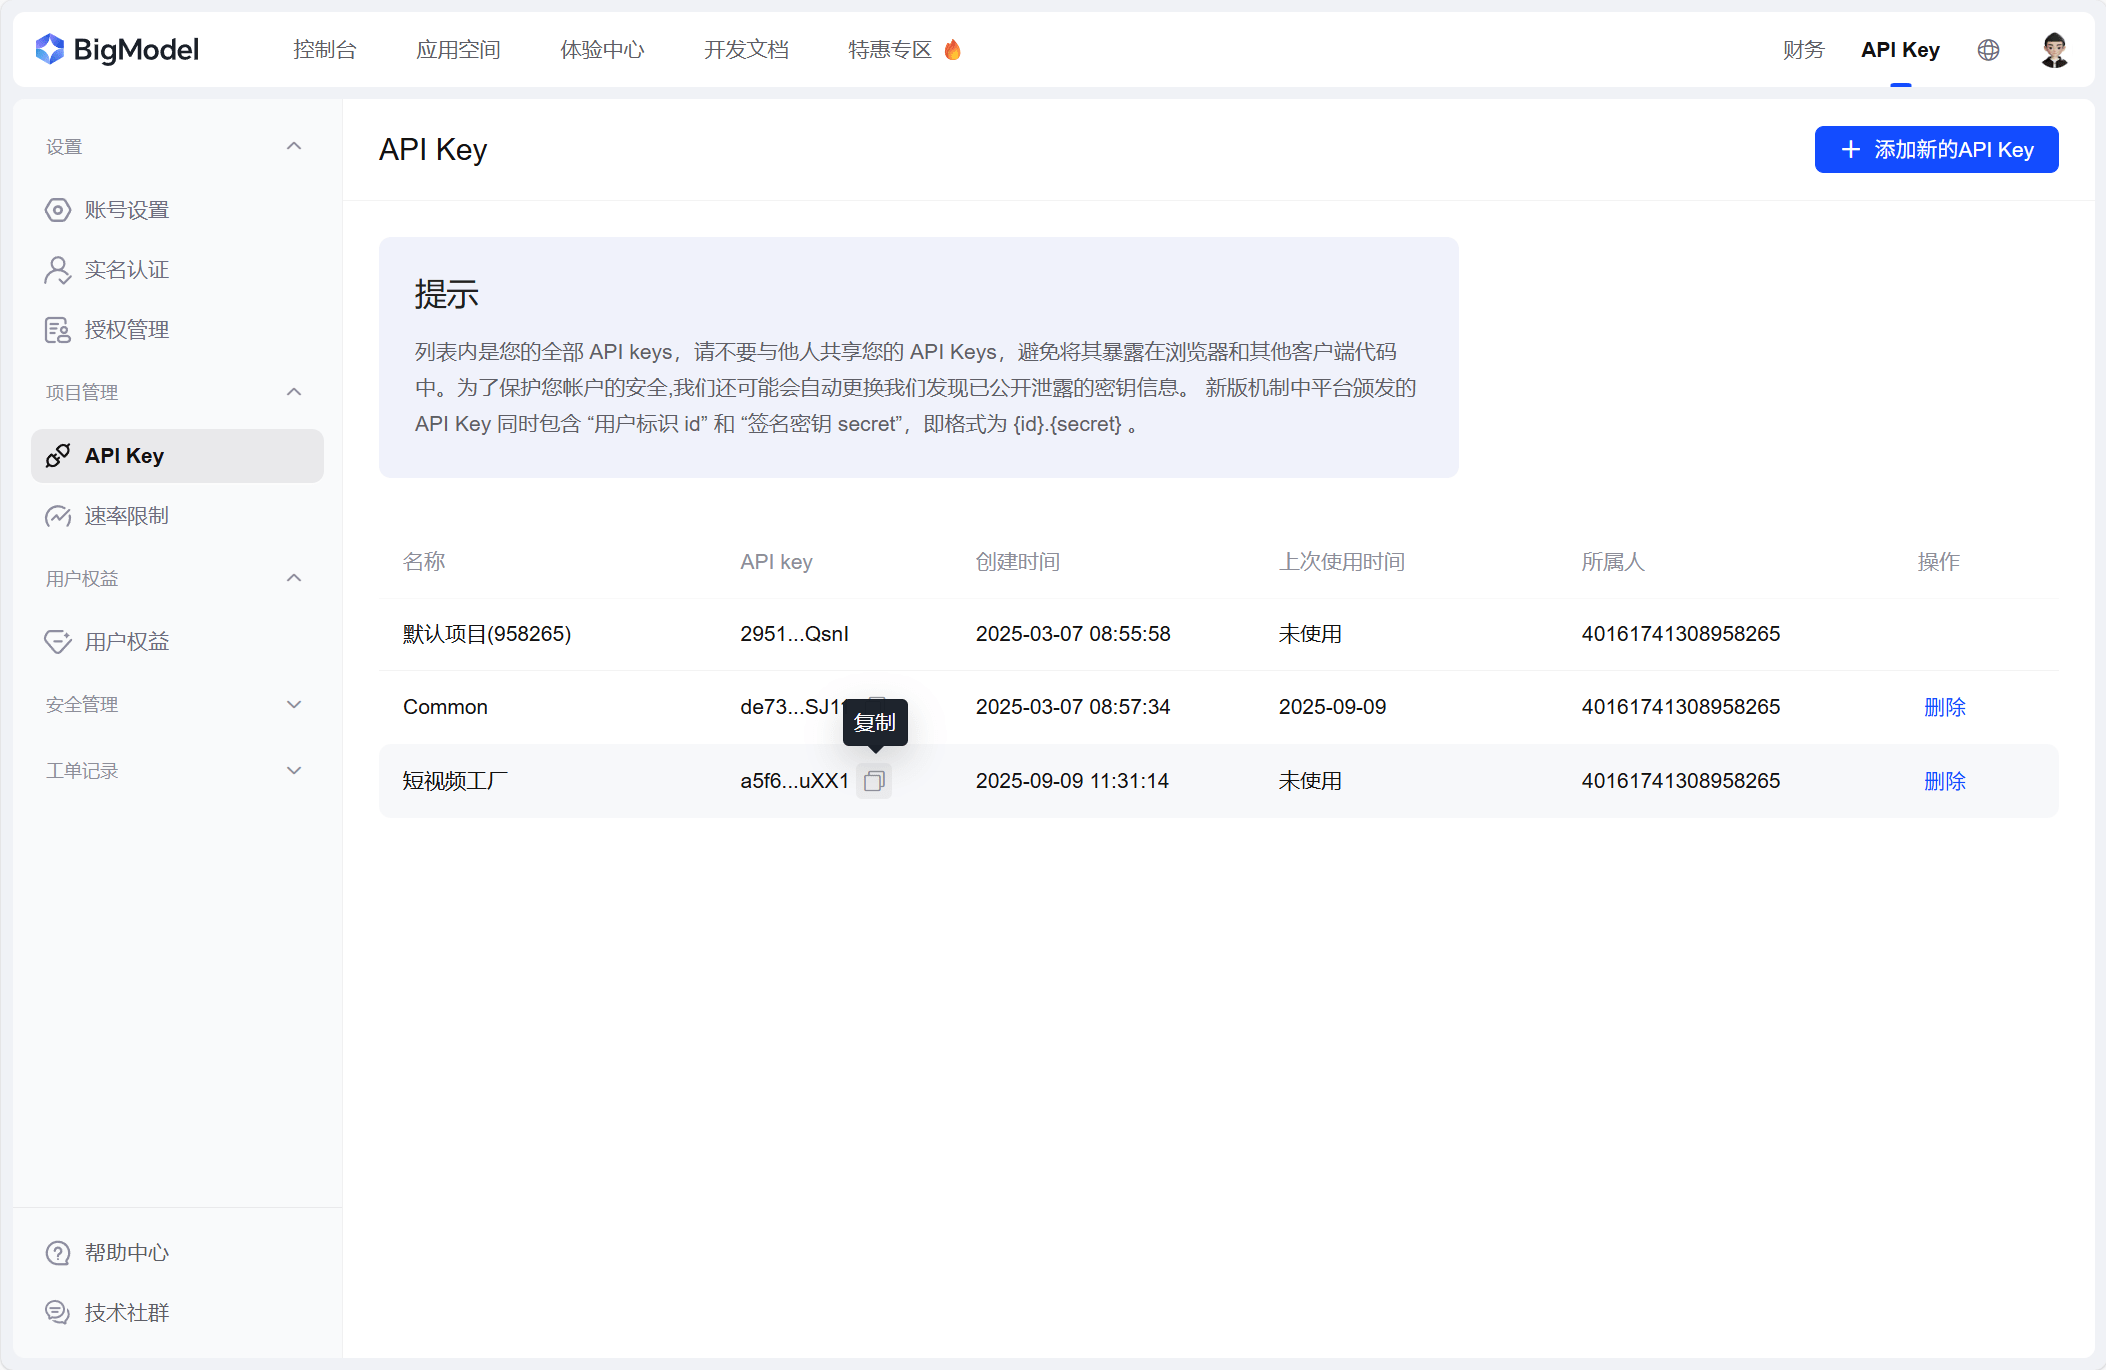 BigModel
控制台
应用空间
体验中心
开发文档
特惠专区
财务
API Key
设置
账号设置
实名认证
授权管理
项目管理
API Key
速率限制
用户权益
用户权益
安全管理
工单记录
帮助中心
技术社群
API Key
添加新的API Key
提示
列表内是您的全部 API keys，请不要与他人共享您的 API Keys，避免将其暴露在浏览器和其他客户端代码
中。为了保护您帐户的安全,我们还可能会自动更换我们发现已公开泄露的密钥信息。 新版机制中平台颁发的
API Key 同时包含 “用户标识 id” 和 “签名密钥 secret”，即格式为 {id}.{secret} 。
名称 API key 创建时间 上次使用时间 所属人 操作
默认项目(958265) 2951...QsnI 2025-03-07 08:55:58 未使用 40161741308958265
Common 2025-03-07 08:57:34 2025-09-09 40161741308958265 删除
复制
短视频工厂 a5f6...uXX1 2025-09-09 11:31:14 未使用 40161741308958265 删除